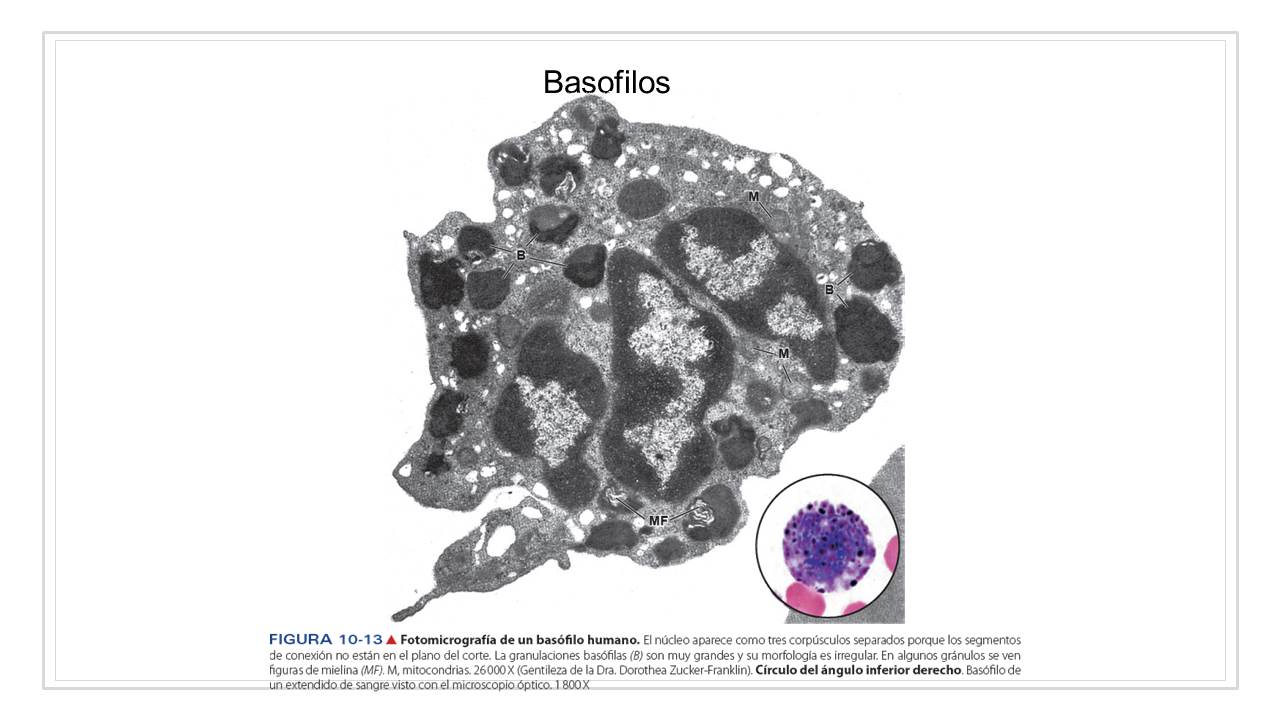 Basofilos
M
B
B
M
MF
FIGURA 10-13 ▲ Fotomicrografía de un basófilo humano. El núcleo aparece como tres corpúsculos separados porque los segmentos
de conexión no están en el plano del corte. La granulaciones basófilas (B) son muy grandes y su morfología es irregular. En algunos gránulos se ven
figuras de mielina (MF). M, mitocondrias. 26 000 X (Gentileza de la Dra. Dorothea Zucker-Franklin). Círculo del ángulo inferior derecho. Basófilo de
un extendido de sangre visto con el microscopio óptico. 1 800 X